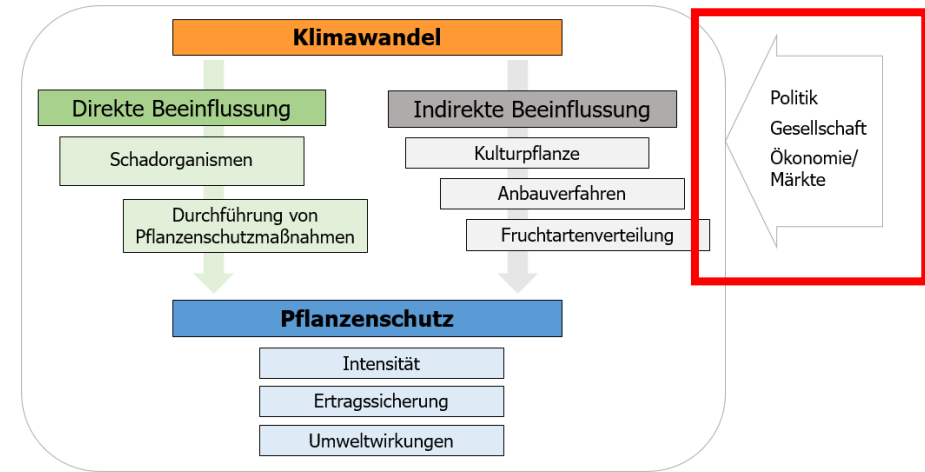 Klimawandel
Direkte Beeinflussung
Schadorganismen
Durchführung von
Pflanzenschutzmaßnahmen
Indirekte Beeinflussung
Kulturpflanze
Anbauverfahren
Fruchtartenverteilung
Politik
Gesellschaft
Ökonomie/
Märkte
Pflanzenschutz
Intensität
Ertragssicherung
Umweltwirkungen